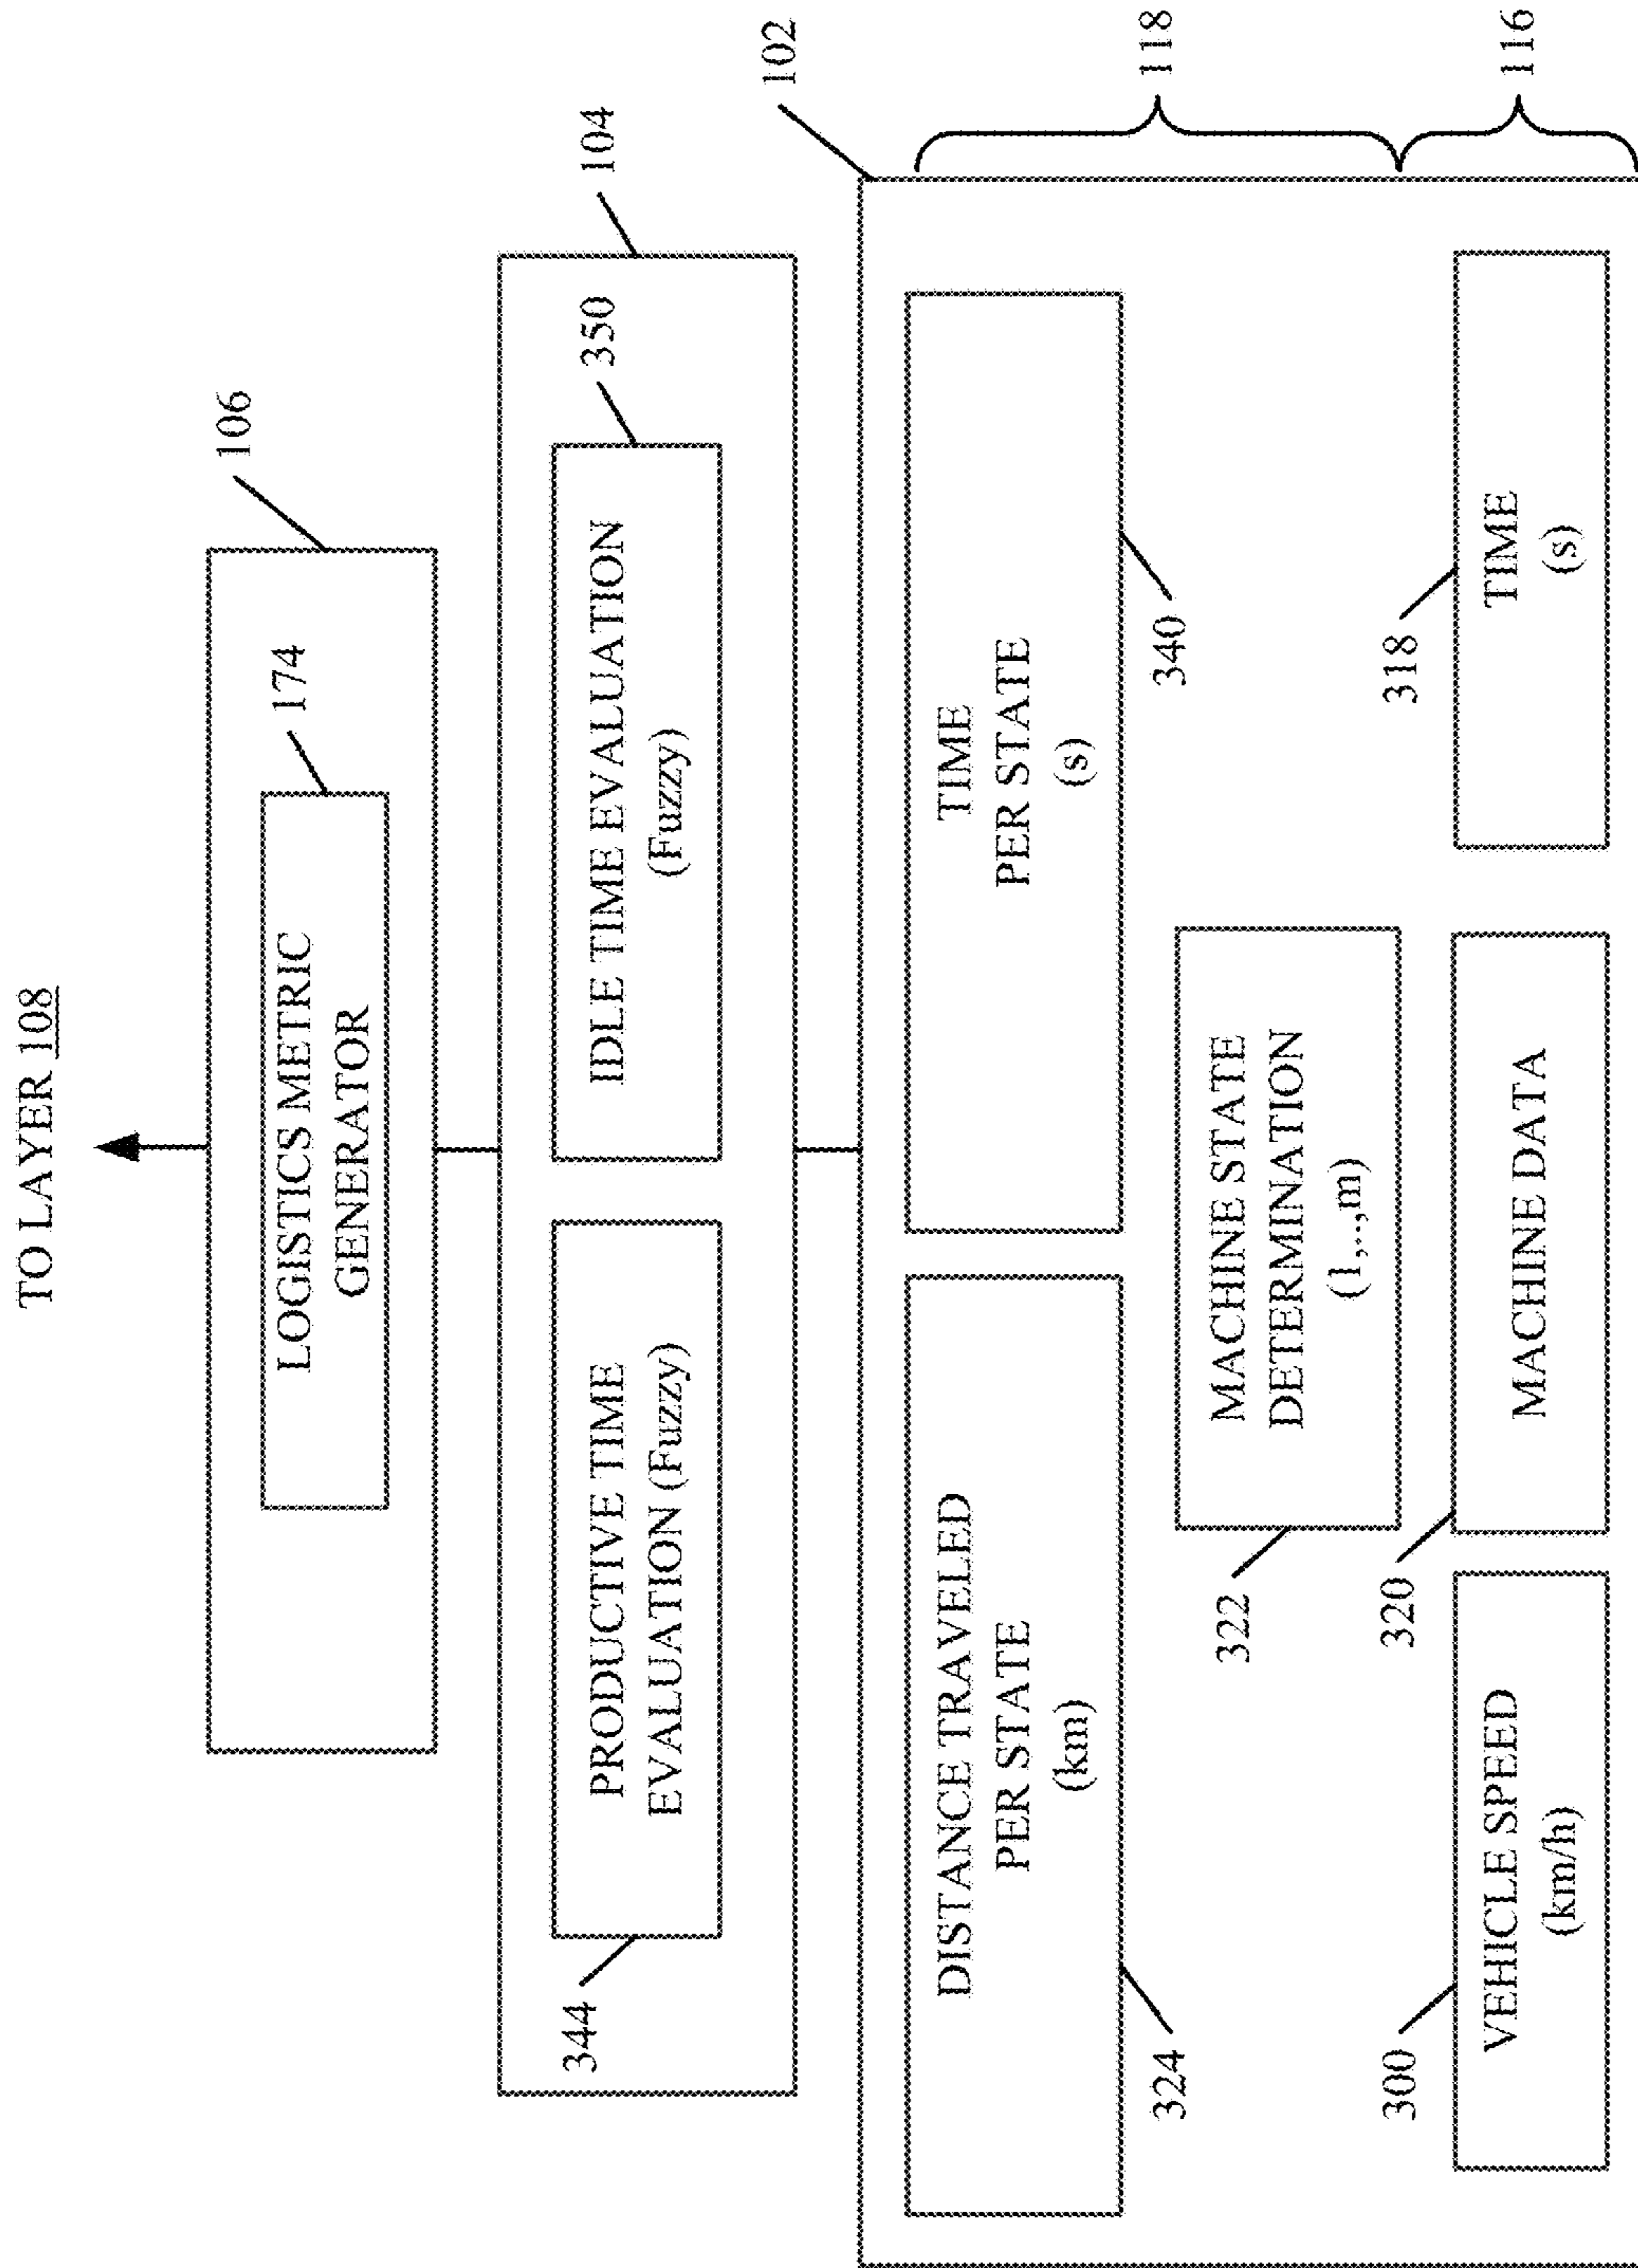 TO LAYER 108
106
LOGISTICS METRIC
GENERATOR
174
104
344
PRODUCTIVE TIME
EVALUATION (Fuzzy)
IDLE TIME EVALUATION
(Fuzzy)
350
102
DISTANCE TRAVELED
PER STATE
(km)
324
TIME
PER STATE
(s)
340
118
MACHINE STATE
DETERMINATION
(1,..,m)
322
300
VEHICLE SPEED
(km/h)
320
MACHINE DATA
318
TIME
(s)
116